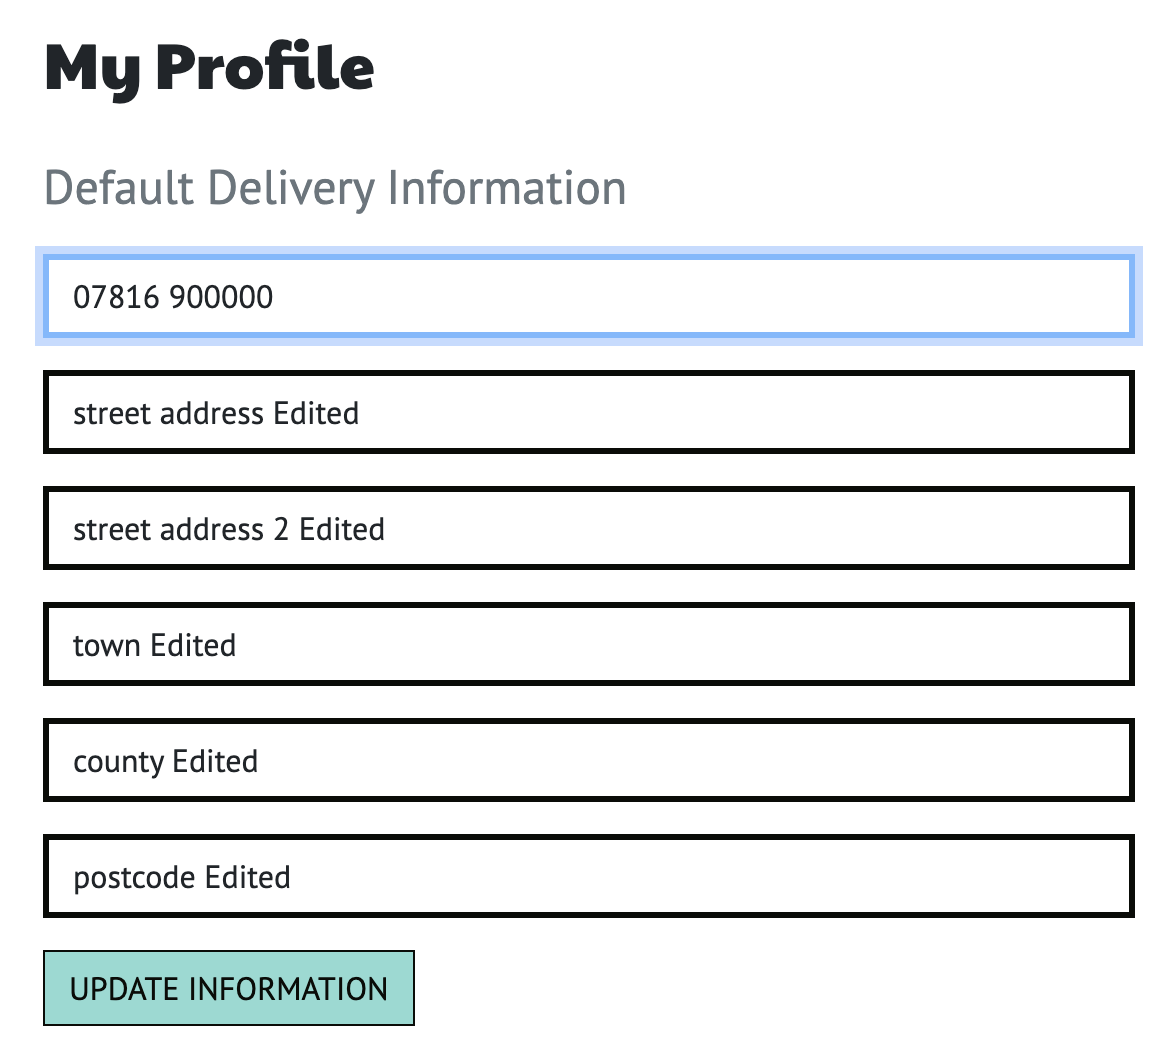 My Profile
Default Delivery Information
07816 900000
street address Edited
street address 2 Edited
town Edited
county Edited
postcode Edited
UPDATE INFORMATION